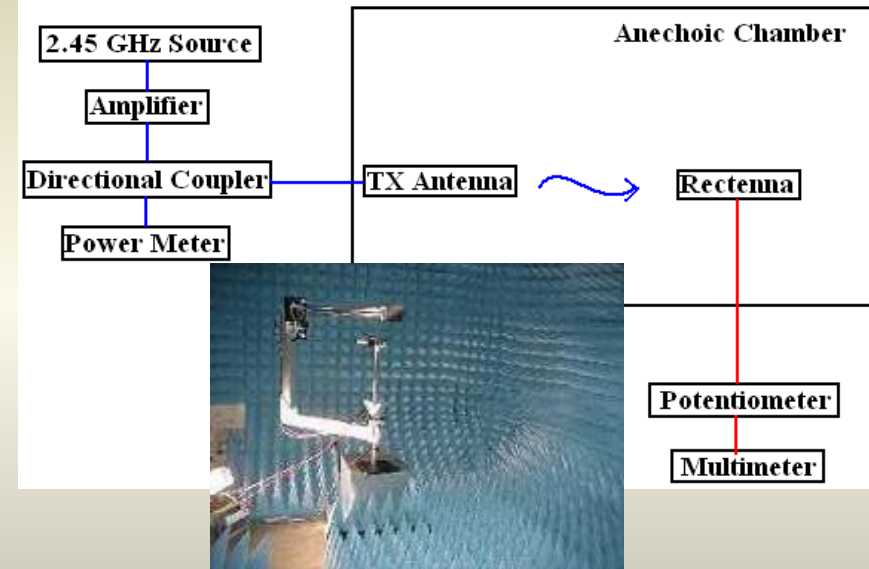 2.45 GHz Source
Anechoic Chamber
Amplifier
Directional Coupler
TX Antenna
Rectenna
Power Meter
Potentiometer
Multimeter